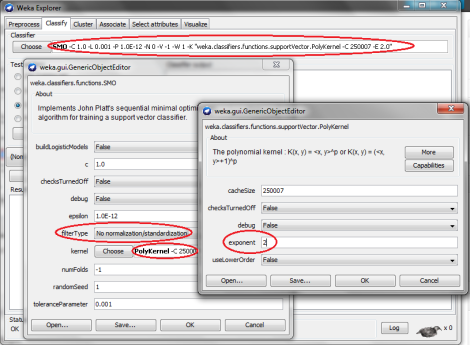 Weka Explorer
Preprocess Classify Cluster Associate Select attributes Visualize
Classifier
Choose SMO -C 1.0 -L 0.001 -P 1.0E-12 -N 0 -V -1 -W 1 -K "weka.classifiers.functions.supportVector.PolyKernel -C 250007 -E 2.0"
weka.gui.GenericObjectEditor
weka.classifiers.functions.SMO
About
Implements John Platt's sequential minimal optim
algorithm for training a support vector classifier.
buildLogisticModels False
c 1.0
checksTurnedOff False
debug False
epsilon 1.0E-12
filterType No normalization/standardization
kernel Choose PolyKernel -C 25000
numFolds -1
randomSeed 1
toleranceParameter 0.001
Open... Save... OK Cancel
weka.gui.GenericObjectEditor
weka.classifiers.functions.supportVector.PolyKernel
About
The polynomial kernel : K(x, y) = <x, y>^p or K(x, y) = (<x,
y>+1)^p
More
Capabilities
cacheSize 250007
checksTurnedOff False
debug False
exponent 2
useLowerOrder False
Open... Save... OK Cancel
Test
(Nom
Resul
Status
OK
Log
x 0